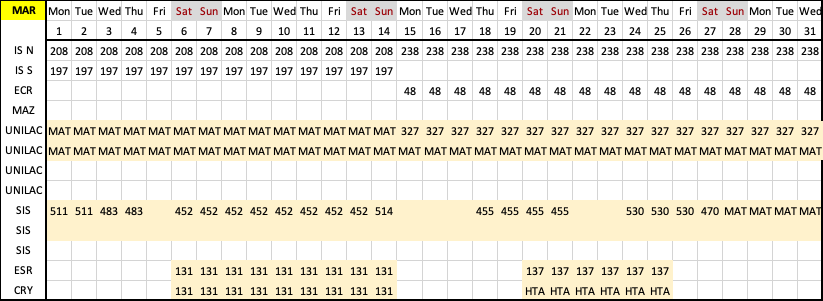 MAR Mon Tue Wed Thu Fri Sat Sun Mon Tue Wed Thu Fri Sat Sun Mon Tue Wed Thu Fri Sat Sun Mon Tue Wed Thu Fri Sat Sun Mon Tue Wed
1 2 3 4 5 6 7 8 9 10 11 12 13 14 15 16 17 18 19 20 21 22 23 24 25 26 27 28 29 30 31
IS N 208 208 208 208 208 208 208 208 208 208 208 208 208 208 238 238 238 238 238 238 238 238 238 238 238 238 238 238 238 238 238
IS S 197 197 197 197 197 197 197 197 197 197 197 197 197 197
ECR 48 48 48 48 48 48 48 48 48 48 48 48 48 48 48 48 48
MAZ
UNILAC MAT MAT MAT MAT MAT MAT MAT MAT MAT MAT MAT MAT MAT MAT 327 327 327 327 327 327 327 327 327 327 327 327 327 327 327 327 327
UNILAC MAT MAT MAT MAT MAT MAT MAT MAT MAT MAT MAT MAT MAT MAT MAT MAT MAT MAT MAT MAT MAT MAT MAT MAT MAT MAT MAT MAT MAT MAT MAT
UNILAC
UNILAC
SIS 511 511 483 483 452 452 452 452 452 452 452 452 514 455 455 455 455 530 530 530 470 MAT MAT MAT MAT
SIS
SIS
ESR 131 131 131 131 131 131 131 131 131 137 137 137 137 137 137
CRY 131 131 131 131 131 131 131 131 131 HTA HTA HTA HTA HTA HTA